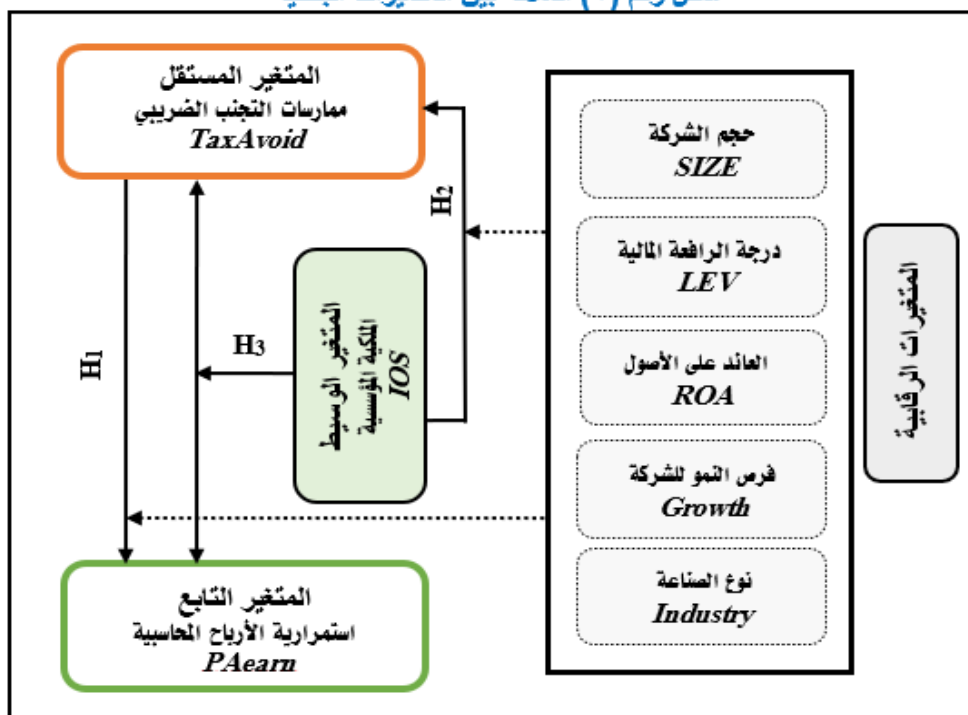 المتغير المستقل
ممارسات التجنب الضريبي
TaxAvoid
H1
H2
H3
المتغير الوسيط
الملكية المؤسسية
IOS
المتغير التابع
استمرارية الأرباح المحاسبية
PAearn
حجم الشركة
SIZE
درجة الرافعة المالية
LEV
العائد على الأصول
ROA
فرص النمو للشركة
Growth
نوع الصناعة
Industry
المتغيرات الرقابية